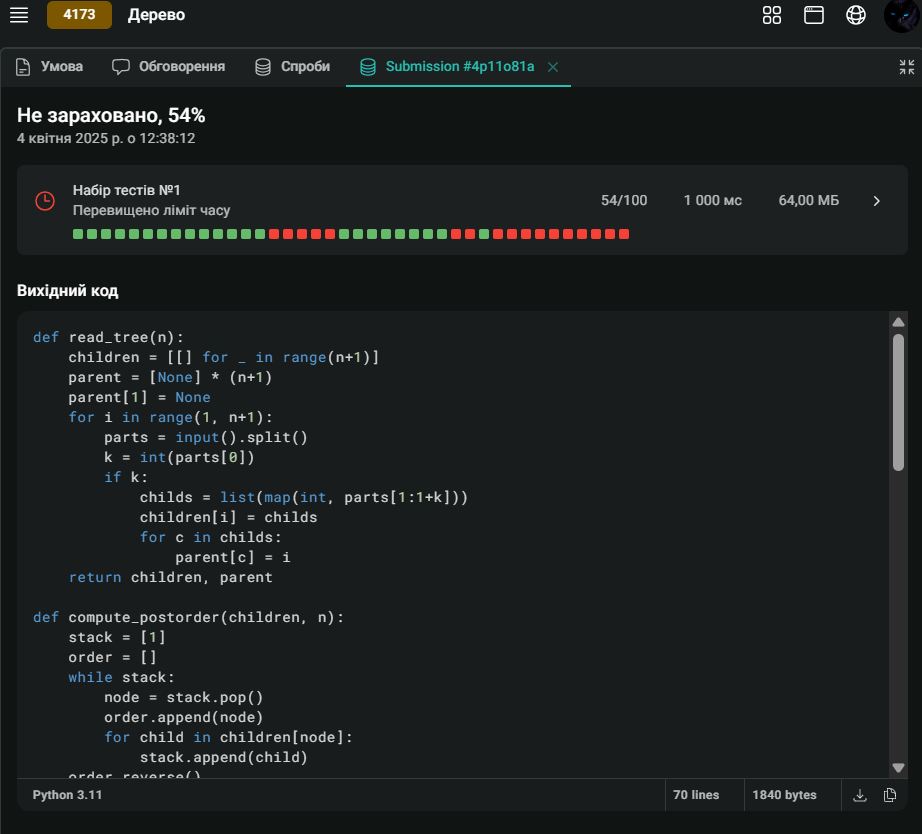 4173 Дерево
Умова Обговорення Спроби Submission #4p11o81a
Не зараховано, 54%
4 квітня 2025 р. о 12:38:12
Набір тестів №1
Перевищено ліміт часу
54/100 1 000 мс 64,00 МБ
Вихідний код
def read_tree(n):
    children = [[] for _ in range(n+1)]
    parent = [None] * (n+1)
    parent[1] = None
    for i in range(1, n+1):
        parts = input().split()
        k = int(parts[0])
        if k:
            childs = list(map(int, parts[1:1+k]))
            children[i] = childs
            for c in childs:
                parent[c] = i
    return children, parent
def compute_postorder(children, n):
    stack = [1]
    order = []
    while stack:
        node = stack.pop()
        order.append(node)
        for child in children[node]:
            stack.append(child)
    order.reverse()
Python 3.11 70 lines 1840 bytes